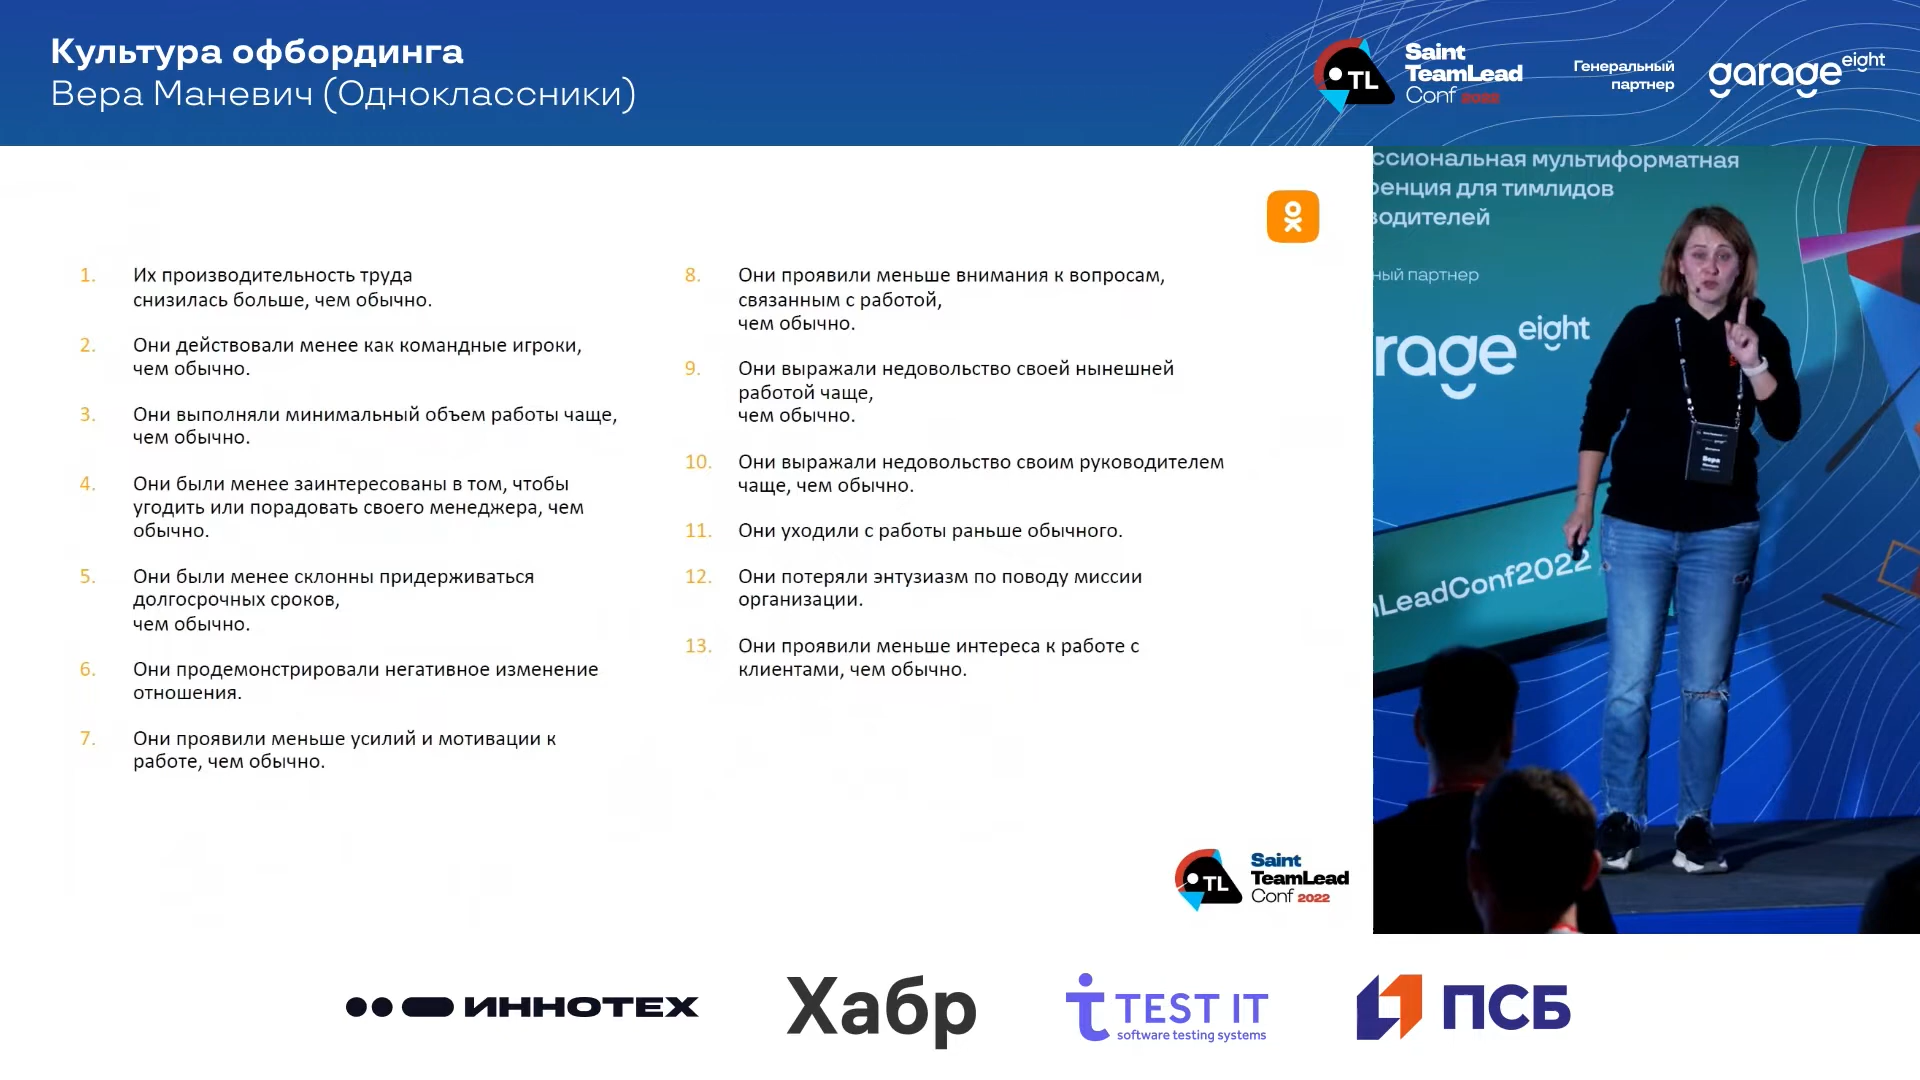 Культура офбординга
Вера Маневич (Одноклассники)
TL
Saint
TeamLead
Conf 2022
Генеральный
партнер
garage eight
1. Их производительность труда
снизилась больше, чем обычно.
2. Они действовали менее как командные игроки,
чем обычно.
3. Они выполняли минимальный объем работы чаще,
чем обычно.
4. Они были менее заинтересованы в том, чтобы
угодить или порадовать своего менеджера, чем
обычно.
5. Они были менее склонны придерживаться
долгосрочных сроков,
чем обычно.
6. Они продемонстрировали негативное изменение
отношения.
7. Они проявили меньше усилий и мотивации к
работе, чем обычно.
8. Они проявили меньше внимания к вопросам,
связанным с работой,
чем обычно.
9. Они выражали недовольство своей нынешней
работой чаще,
чем обычно.
10. Они выражали недовольство своим руководителем
чаще, чем обычно.
11. Они уходили с работы раньше обычного.
12. Они потеряли энтузиазм по поводу миссии
организации.
13. Они проявили меньше интереса к работе с
клиентами, чем обычно.
TL
Saint
TeamLead
Conf 2022
ссиональная мультиформатная
ренция для тимлидов
водителей
ный партнер
rage eight
Вера
LeadConf2022
ИННОТЕХ
Хабр
TEST IT
software testing systems
ПСБ